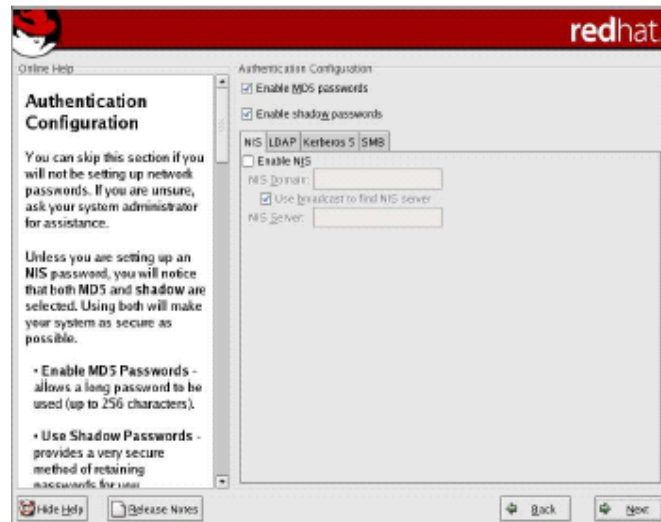 redhat.
Online Help
Authentication
Configuration
You can skip this section if you
will not be setting up network
passwords. If you are unsure,
ask your system administrator
for assistance.
Unless you are setting up an
NIS password, you will notice
that both MD5 and shadow are
selected. Using both will make
your system as secure as
possible.
• Enable MD5 Passwords -
allows a long password to be
used (up to 256 characters).
• Use Shadow Passwords -
provides a very secure
method of retaining
passwords for you
Authentication Configuration
Enable MD5 passwords
Enable shadow passwords
NIS LDAP Kerberos 5 SMB
Enable NIS
NIS Domain:
Use broadcast to find NIS server
NIS Server:
Hide Help
Release Notes
Back
Next